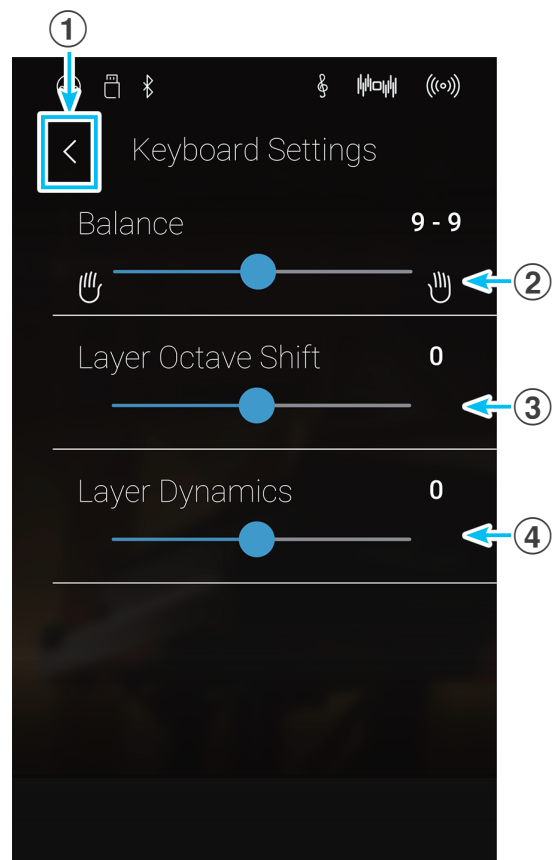 1
Keyboard Settings
Balance 9 - 9
2
Layer Octave Shift 0
3
Layer Dynamics 0
4